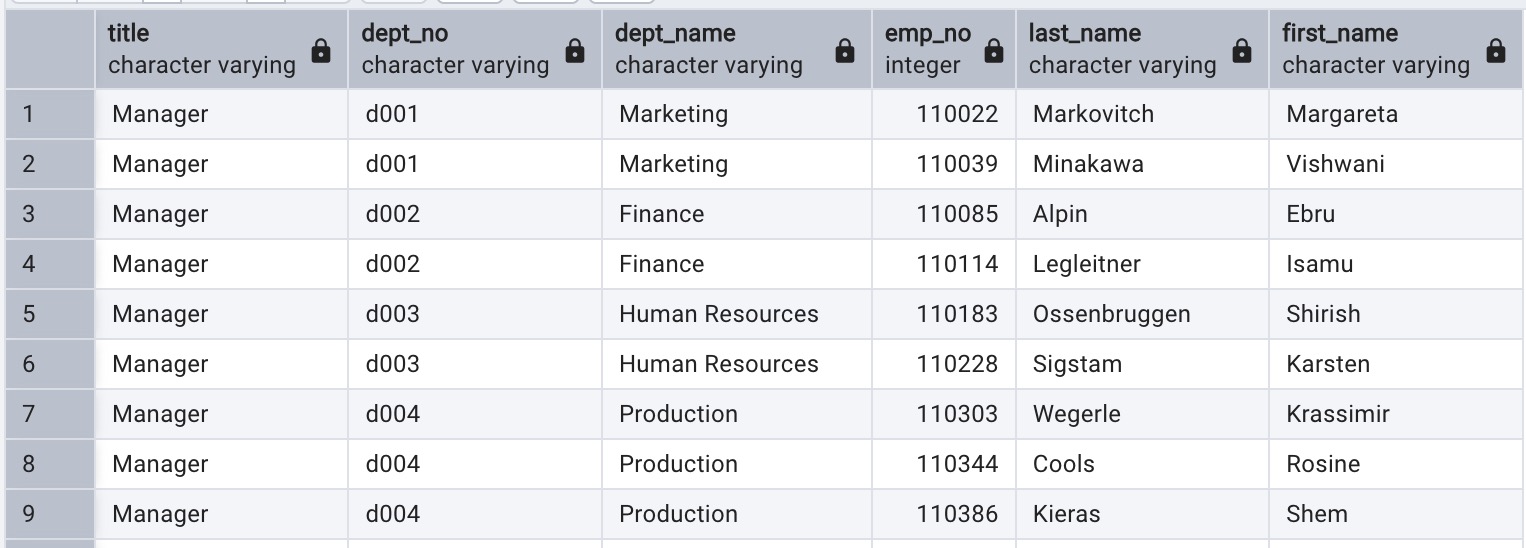 title dept_no dept_name emp_no last_name first_name
character varying character varying character varying integer character varying character varying
1 Manager d001 Marketing 110022 Markovitch Margareta
2 Manager d001 Marketing 110039 Minakawa Vishwani
3 Manager d002 Finance 110085 Alpin Ebru
4 Manager d002 Finance 110114 Legleitner Isamu
5 Manager d003 Human Resources 110183 Ossenbruggen Shirish
6 Manager d003 Human Resources 110228 Sigstam Karsten
7 Manager d004 Production 110303 Wegerle Krassimir
8 Manager d004 Production 110344 Cools Rosine
9 Manager d004 Production 110386 Kieras Shem